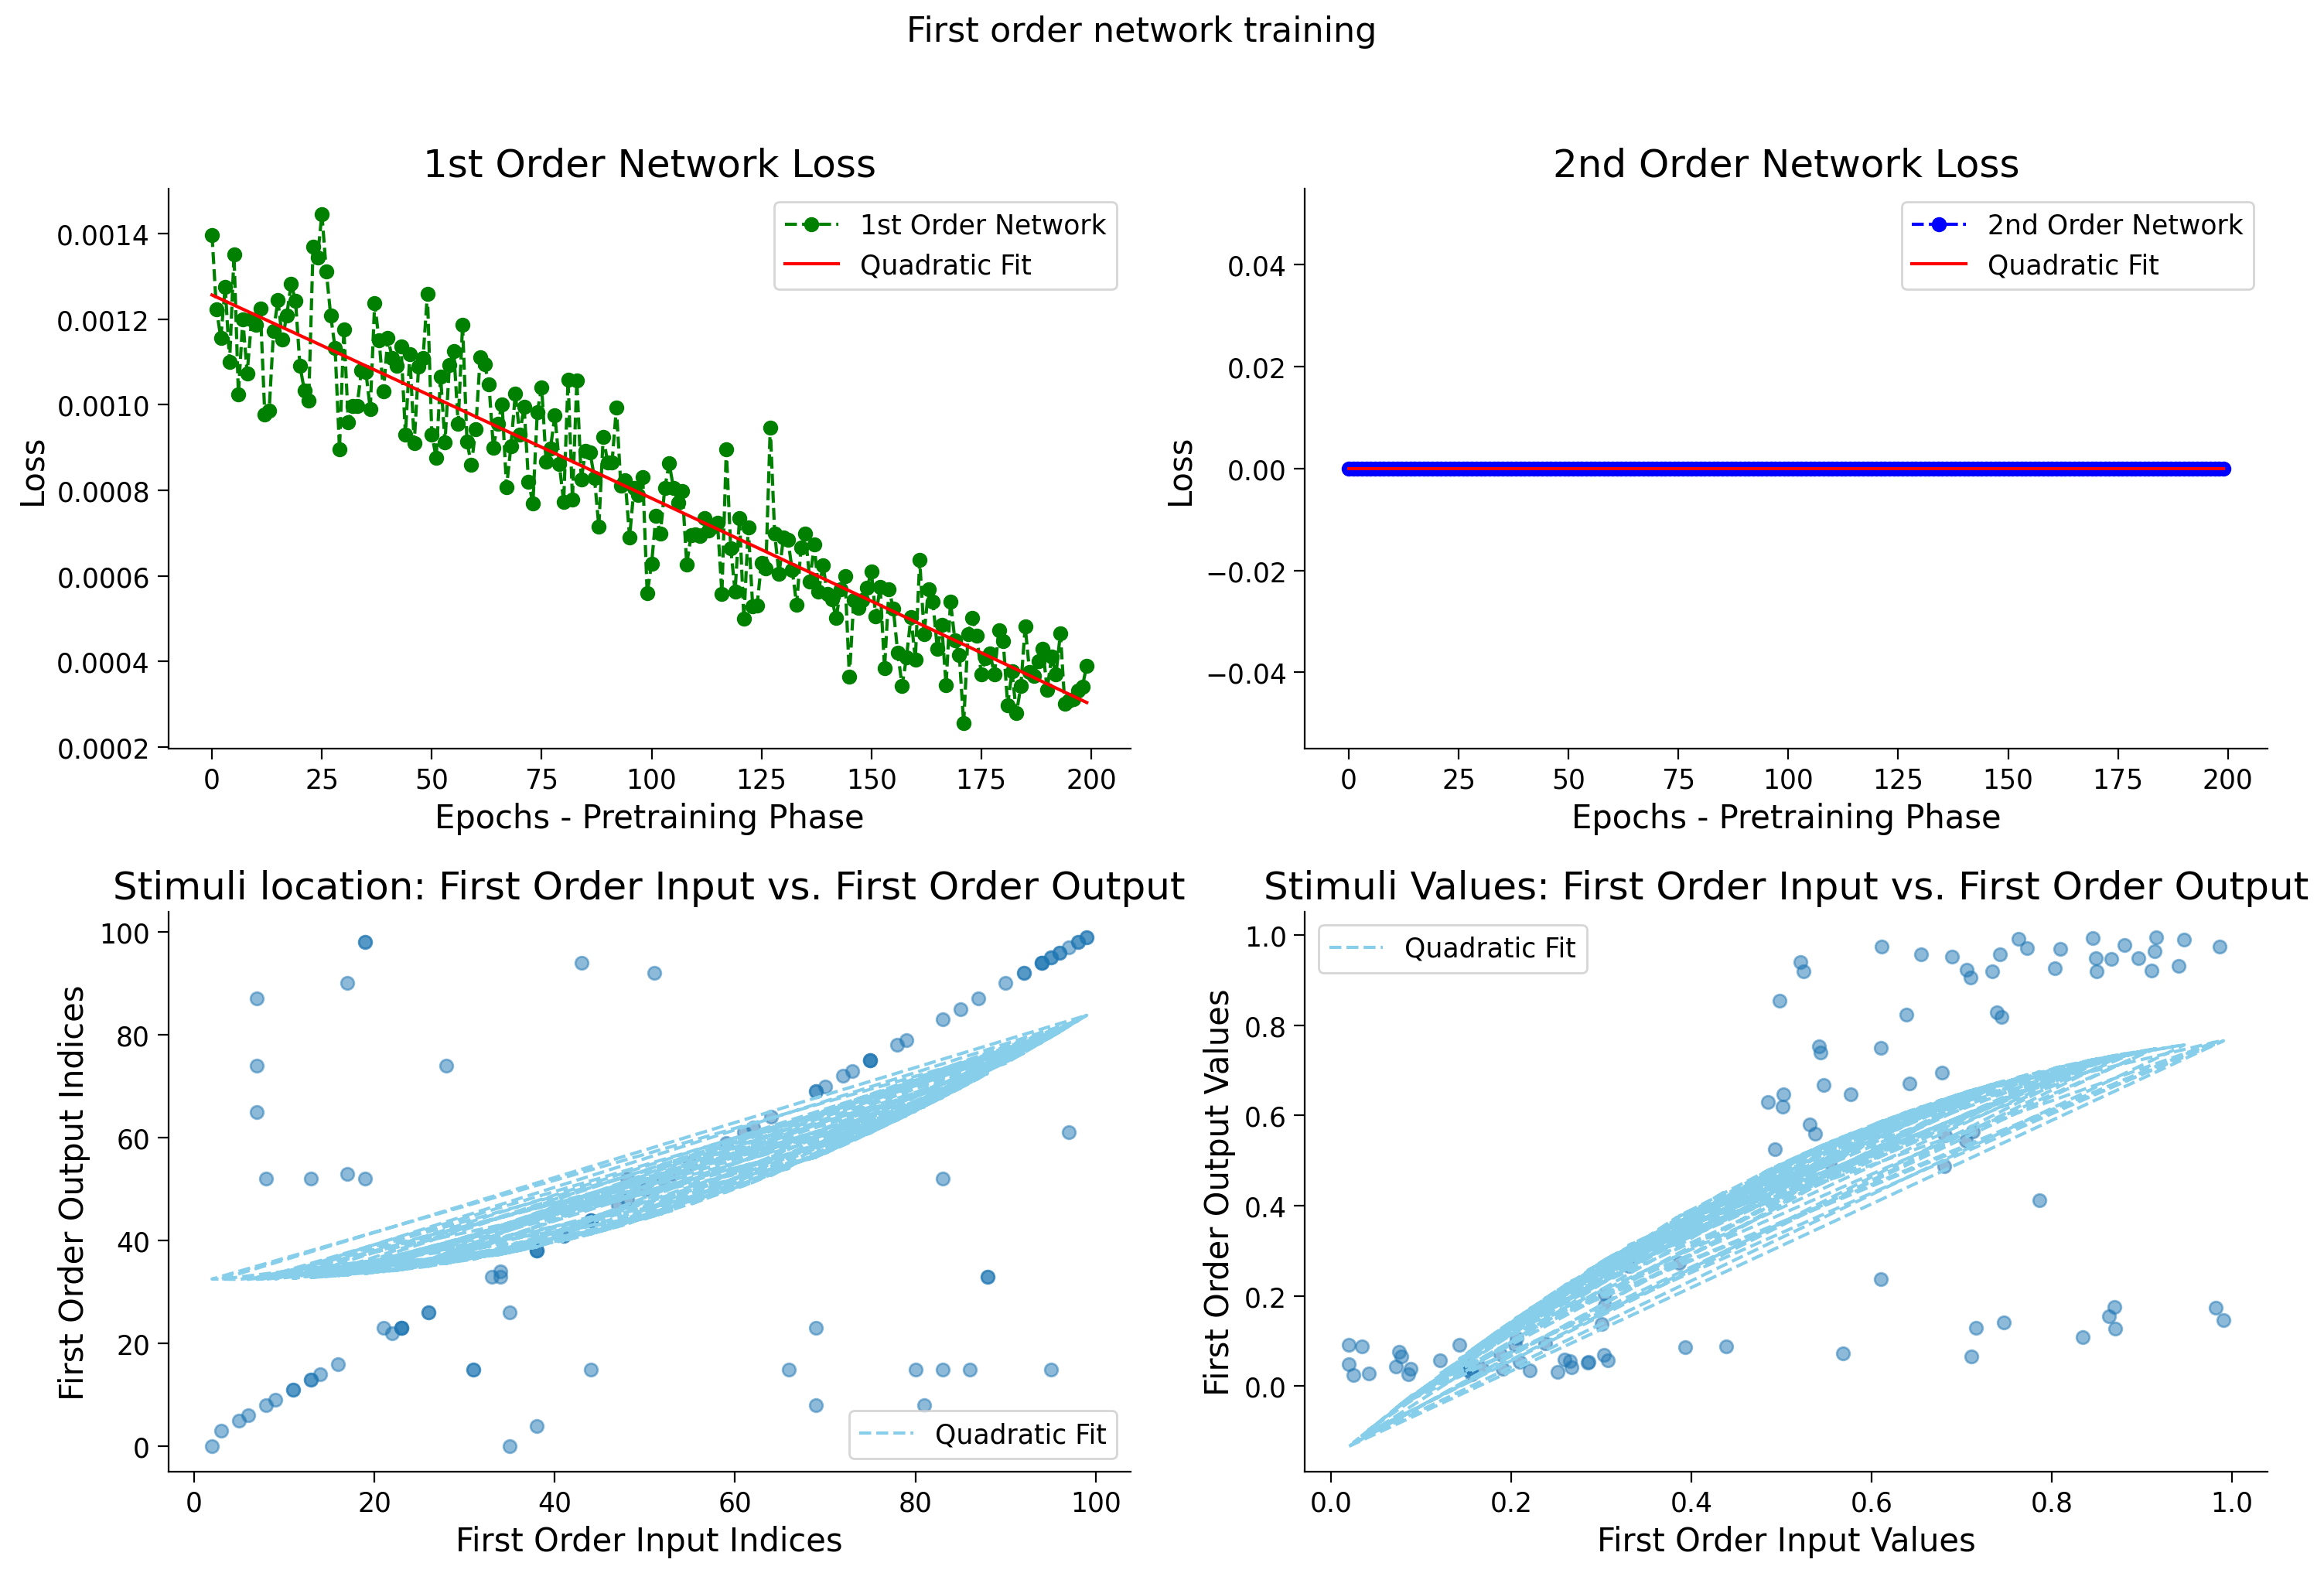 First order network training
1st Order Network Loss
0.0014
0.0012
0.0010
0.0008
0.0006
0.0004
0.0002
Loss
1st Order Network
Quadratic Fit
0 25 50 75 100 125 150 175 200
Epochs - Pretraining Phase
2nd Order Network Loss
0.04
0.02
0.00
−0.02
−0.04
Loss
2nd Order Network
Quadratic Fit
0 25 50 75 100 125 150 175 200
Epochs - Pretraining Phase
Stimuli location: First Order Input vs. First Order Output
100
80
60
40
20
0
First Order Output Indices
Quadratic Fit
0 20 40 60 80 100
First Order Input Indices
Stimuli Values: First Order Input vs. First Order Output
1.0
0.8
0.6
0.4
0.2
0.0
First Order Output Values
Quadratic Fit
0.0 0.2 0.4 0.6 0.8 1.0
First Order Input Values